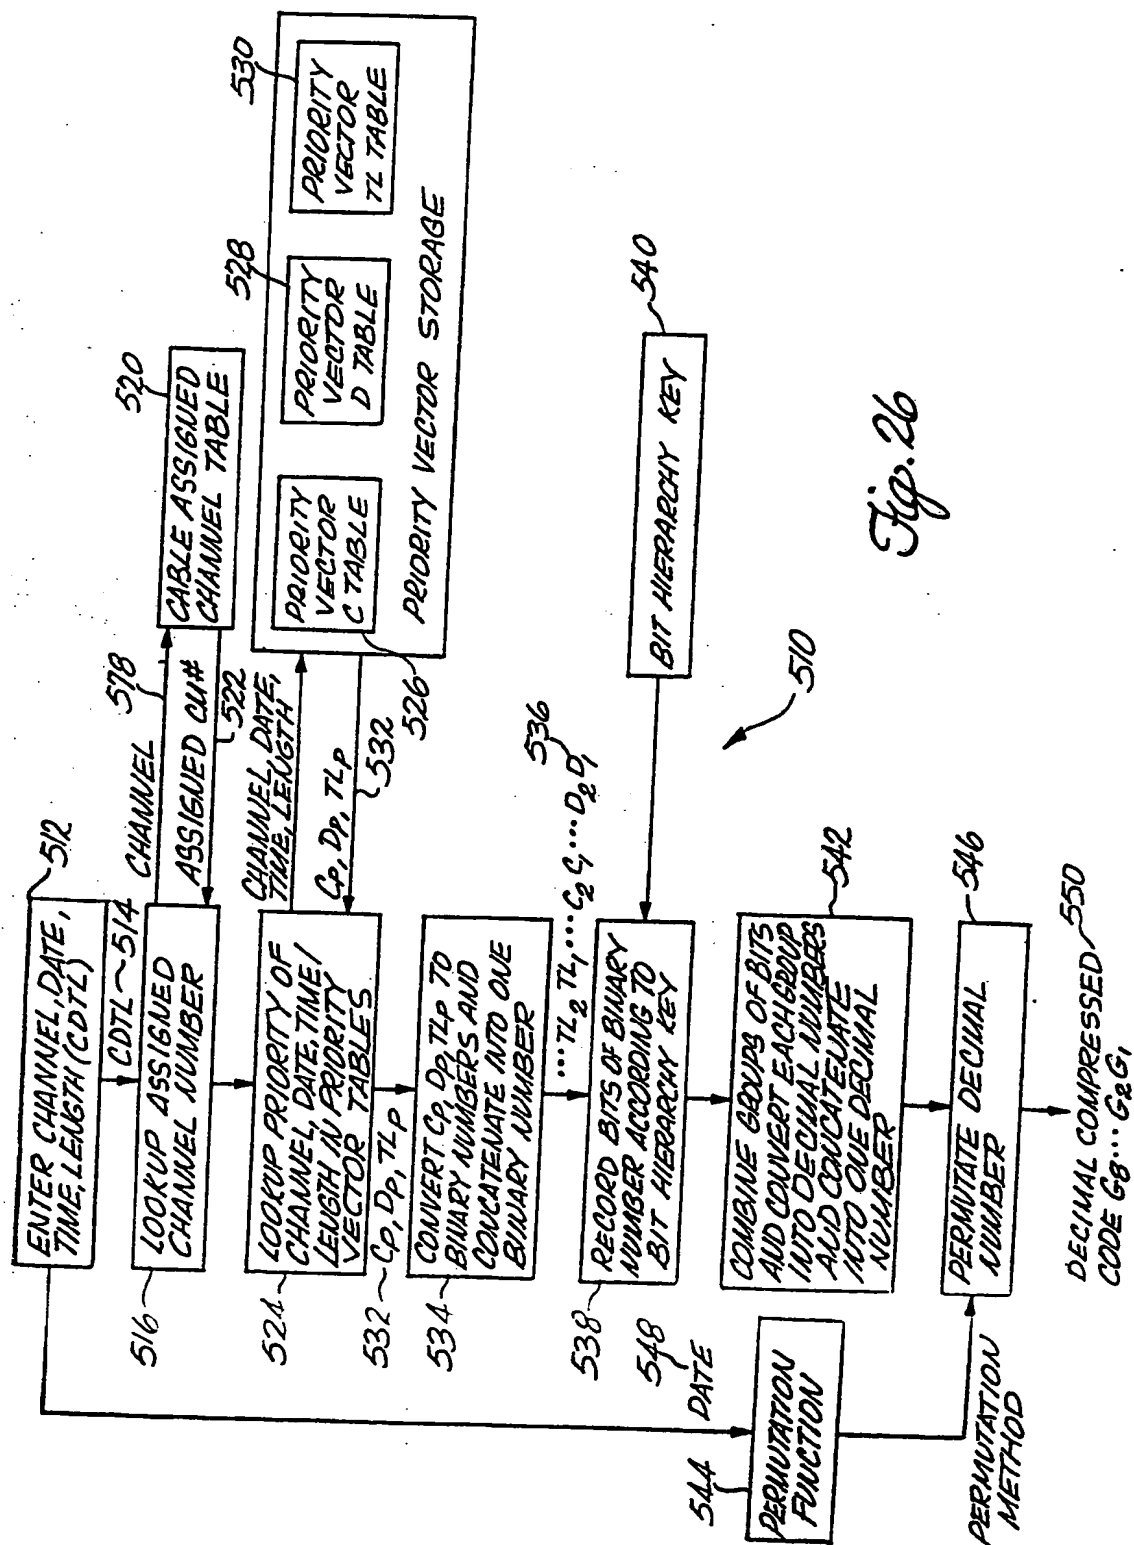 512
ENTER CHANNEL, DATE,
TIME, LENGTH (CDTL)
CDTL~514
516
LOOKUP ASSIGNED
CHANNEL NUMBER
CHANNEL
578
ASSIGNED CH#
522
520
CABLE ASSIGNED
CHANNEL TABLE
524
LOOKUP PRIORITY OF
CHANNEL, DATE, TIME/
LENGTH IN PRIORITY
VECTOR TABLES
CHANNEL, DATE,
TIME, LENGTH
CP, DP, TLP
532
526
PRIORITY
VECTOR
C TABLE
528
PRIORITY
VECTOR
D TABLE
530
PRIORITY
VECTOR
TL TABLE
PRIORITY VECTOR STORAGE
532
CP, DP, TLP
534
CONVERT CP, DP, TLP TO
BINARY NUMBERS AND
CONCATENATE INTO ONE
BINARY NUMBER
...TL2 TL1...C2 C1...D2 D1
536
538
RECORD BITS OF BINARY
NUMBER ACCORDING TO
BIT HIERARCHY KEY
540
BIT HIERARCHY KEY
510
542
COMBINE GROUPS OF BITS
AND CONVERT EACH GROUP
INTO DECIMAL NUMBERS
AND CONCATENATE
INTO ONE DECIMAL
NUMBER
548
DATE
544
PERMUTATION
FUNCTION
PERMUTATION
METHOD
546
PERMUTE DECIMAL
NUMBER
DECIMAL COMPRESSED
CODE G8...G2G1
550
Fig. 26